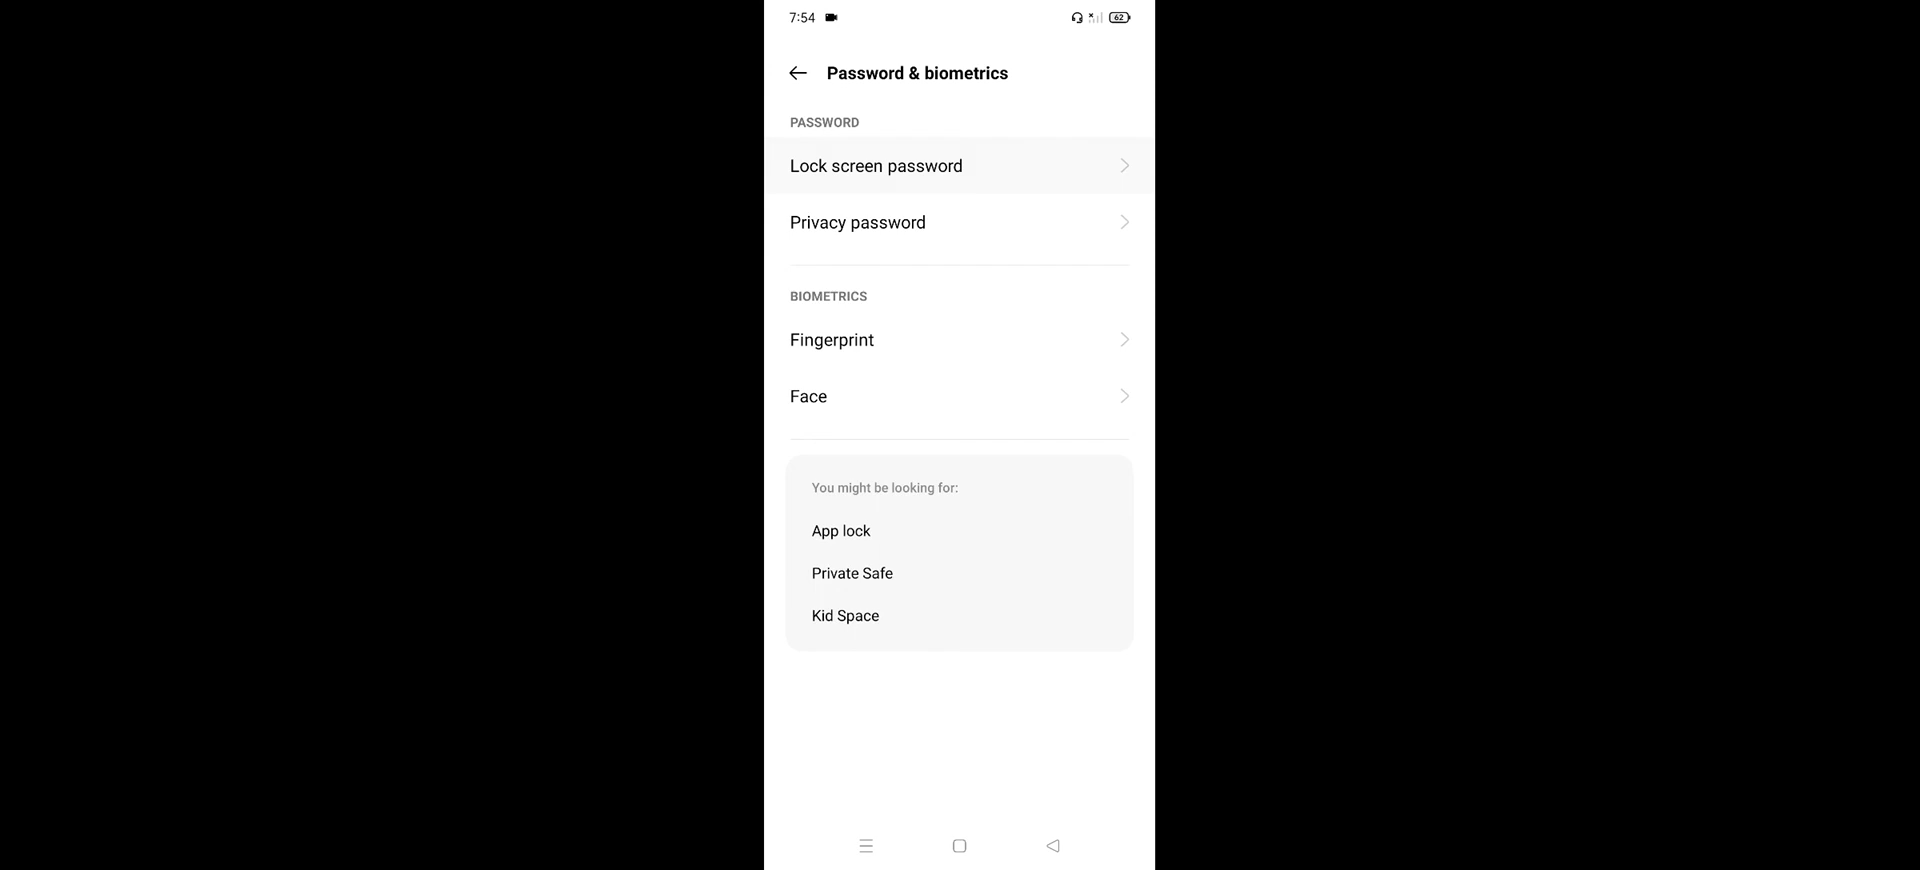 7:54
62
Password & biometrics
PASSWORD
Lock screen password
Privacy password
BIOMETRICS
Fingerprint
Face
You might be looking for:
App lock
Private Safe
Kid Space